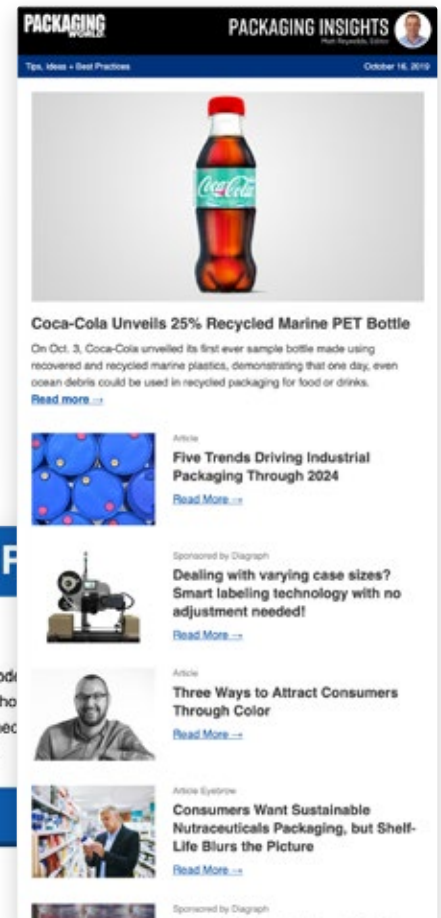 PACKAGING
WORLD
PACKAGING INSIGHTS
Matt Reynolds, Editor
Tips, Ideas + Best Practices
October 16, 2019
Coca-Cola
Coca-Cola Unveils 25% Recycled Marine PET Bottle
On Oct. 3, Coca-Cola unveiled its first ever sample bottle made using
recovered and recycled marine plastics, demonstrating that one day, even
ocean debris could be used in recycled packaging for food or drinks.
Read more →
Article
Five Trends Driving Industrial
Packaging Through 2024
Read More →
Sponsored by Diagraph
Dealing with varying case sizes?
Smart labeling technology with no
adjustment needed!
Read More →
Article
Three Ways to Attract Consumers
Through Color
Read More →
Article Eyebrow
Consumers Want Sustainable
Nutraceuticals Packaging, but Shelf-
Life Blurs the Picture
Read More →
Sponsored by Diagraph